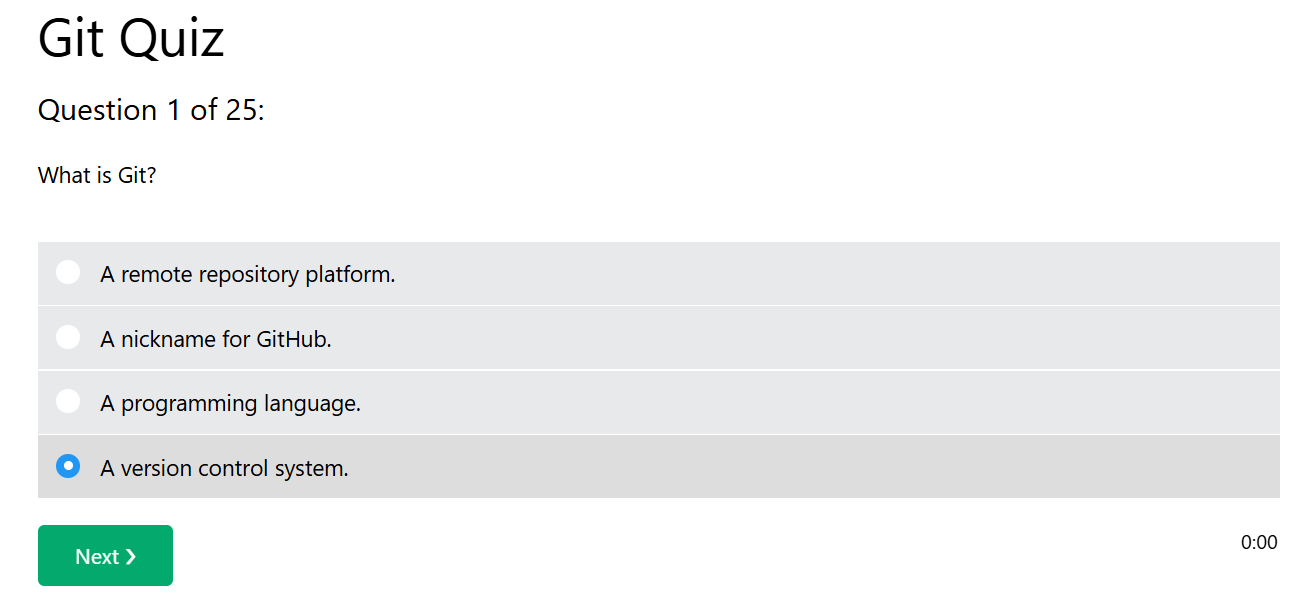 Git Quiz
Question 1 of 25:
What is Git?
A remote repository platform.
A nickname for GitHub.
A programming language.
A version control system.
Next ❯
0:00